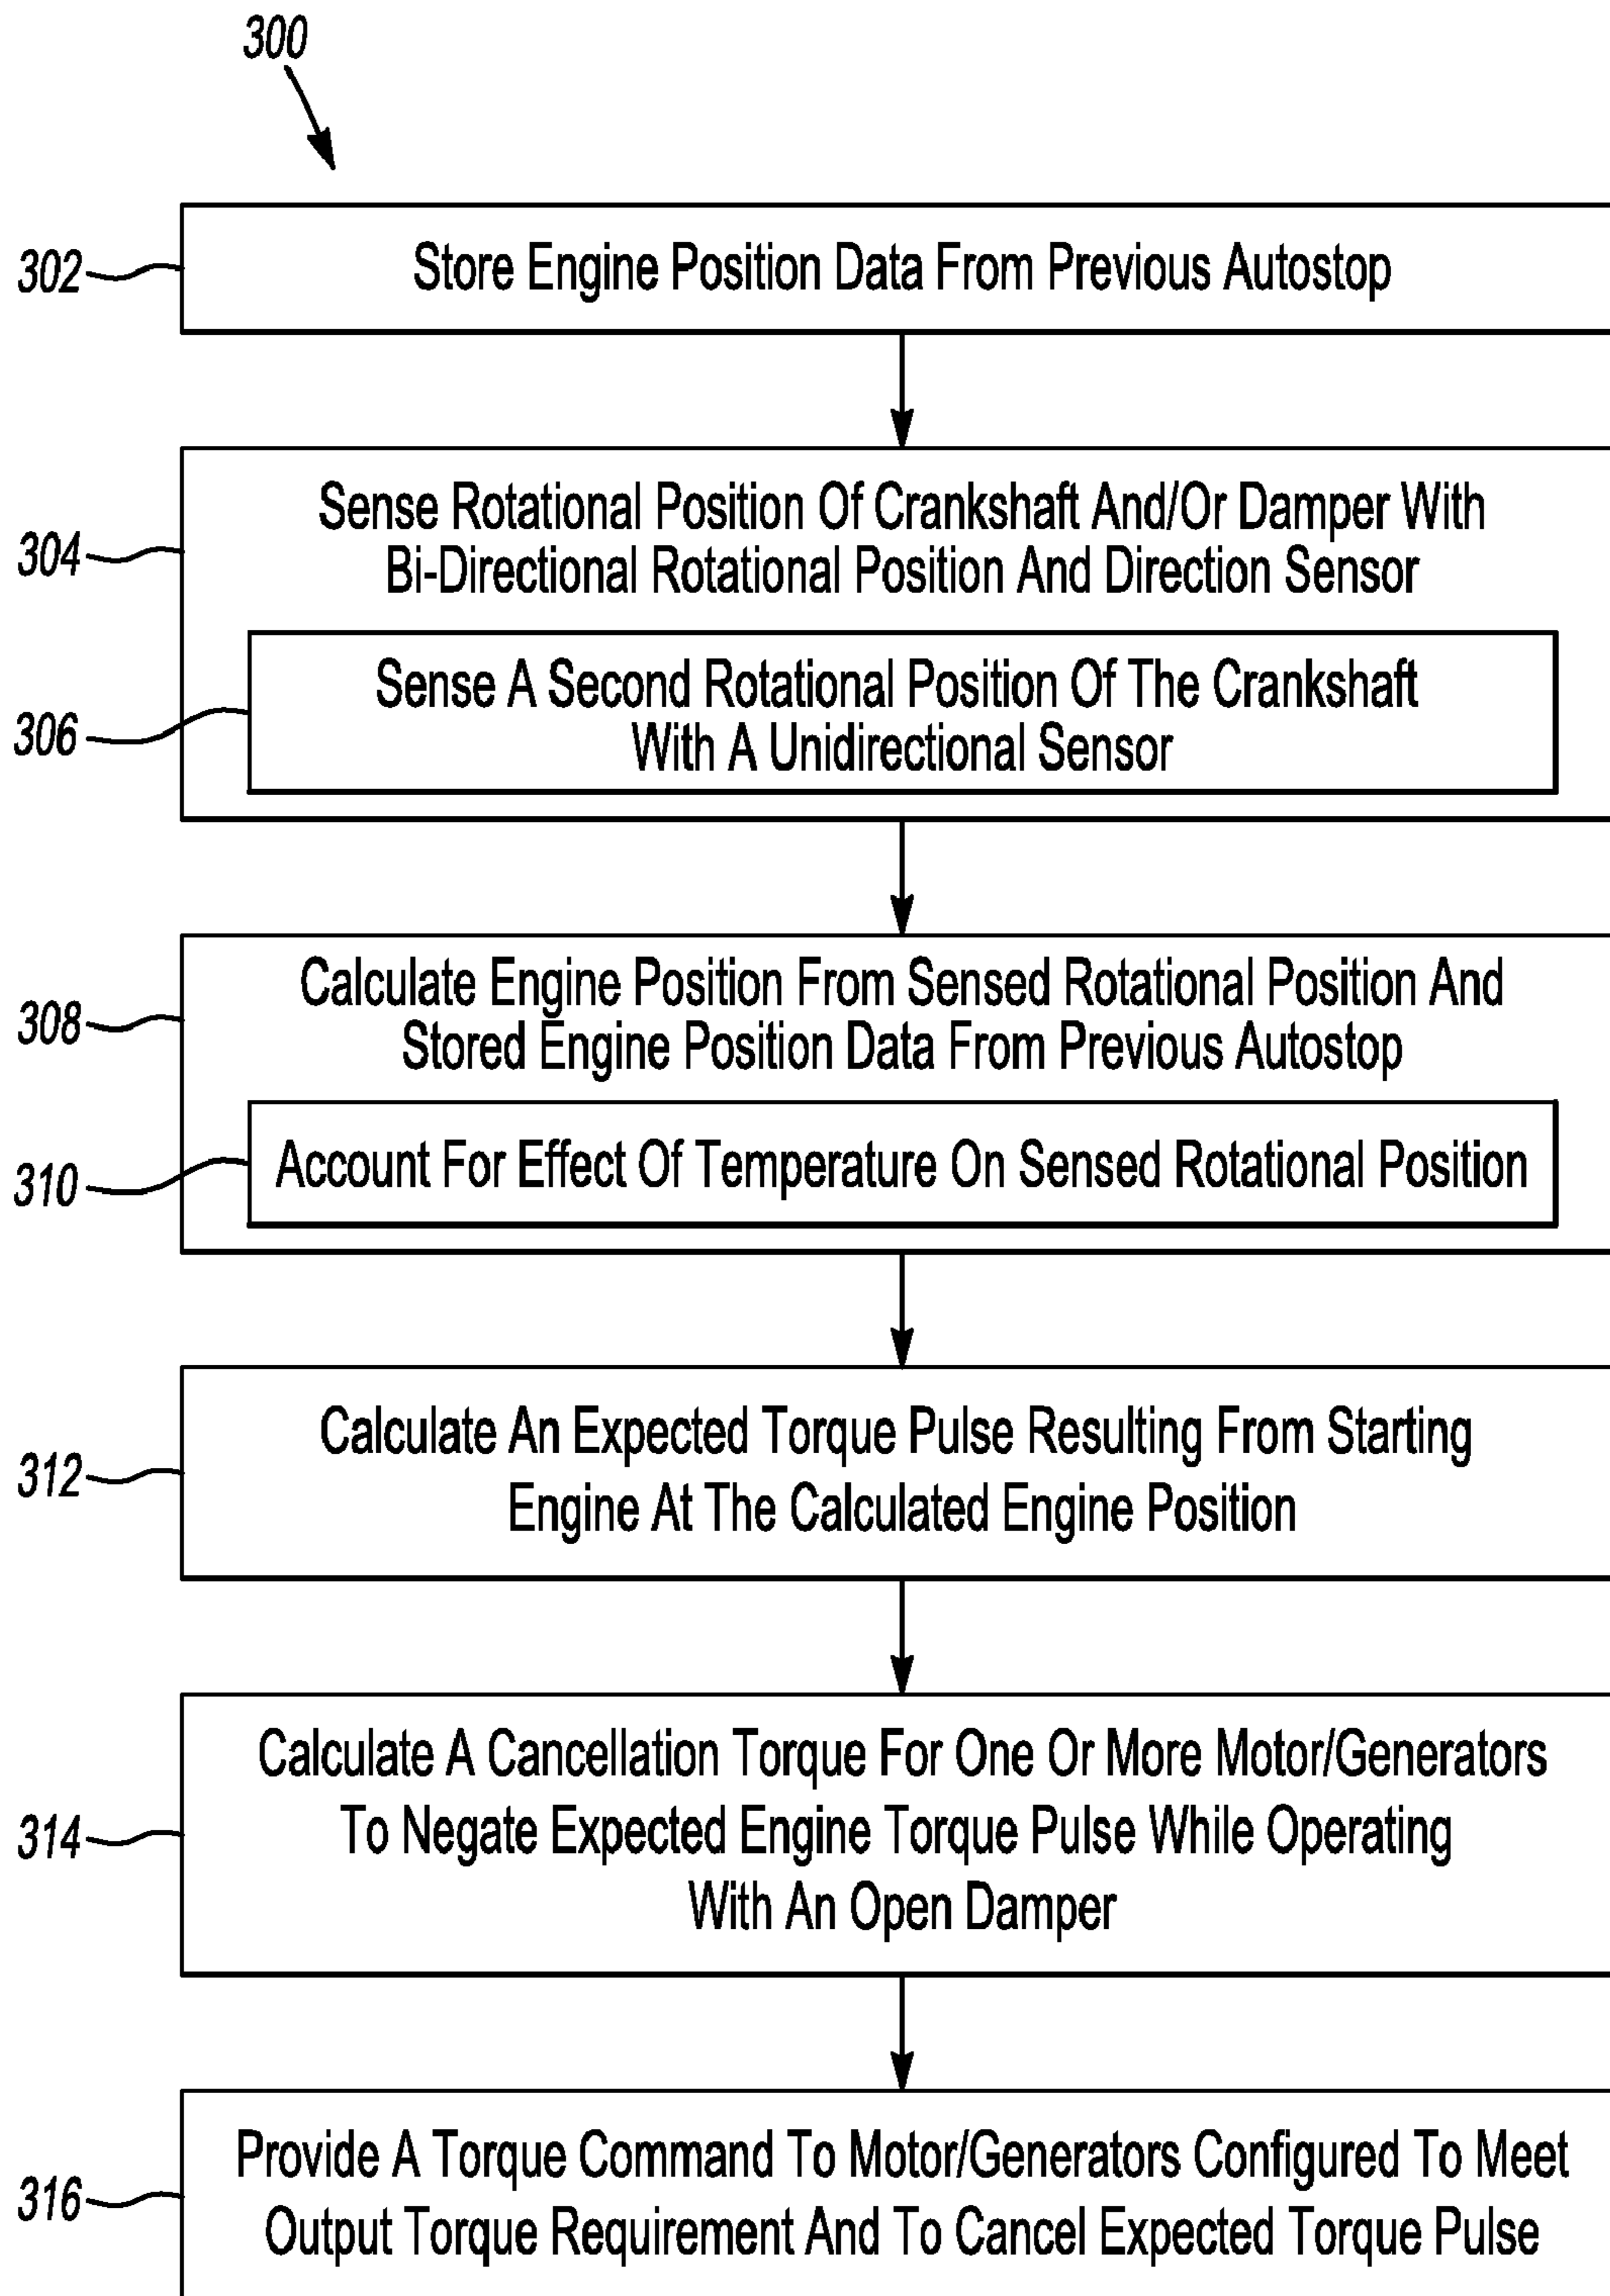 300
302
Store Engine Position Data From Previous Autostop
304
Sense Rotational Position Of Crankshaft And/Or Damper With
Bi-Directional Rotational Position And Direction Sensor
306
Sense A Second Rotational Position Of The Crankshaft
With A Unidirectional Sensor
308
Calculate Engine Position From Sensed Rotational Position And
Stored Engine Position Data From Previous Autostop
310
Account For Effect Of Temperature On Sensed Rotational Position
312
Calculate An Expected Torque Pulse Resulting From Starting
Engine At The Calculated Engine Position
314
Calculate A Cancellation Torque For One Or More Motor/Generators
To Negate Expected Engine Torque Pulse While Operating
With An Open Damper
316
Provide A Torque Command To Motor/Generators Configured To Meet
Output Torque Requirement And To Cancel Expected Torque Pulse